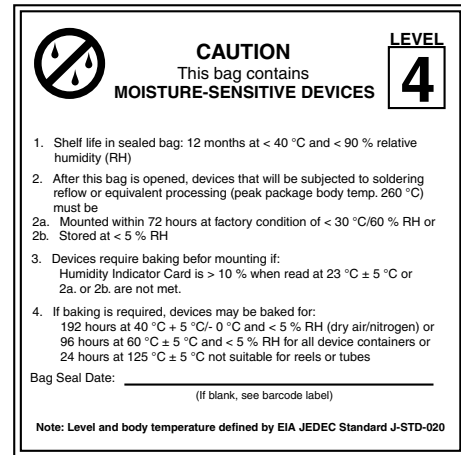 CAUTION
This bag contains
MOISTURE-SENSITIVE DEVICES
LEVEL
4
1. Shelf life in sealed bag: 12 months at < 40 °C and < 90 % relative
humidity (RH)
2. After this bag is opened, devices that will be subjected to soldering
reflow or equivalent processing (peak package body temp. 260 °C)
must be
2a. Mounted within 72 hours at factory condition of < 30 °C/60 % RH or
2b. Stored at < 5 % RH
3. Devices require baking befor mounting if:
Humidity Indicator Card is > 10 % when read at 23 °C ± 5 °C or
2a. or 2b. are not met.
4. If baking is required, devices may be baked for:
192 hours at 40 °C + 5 °C/- 0 °C and < 5 % RH (dry air/nitrogen) or
96 hours at 60 °C ± 5 °C and < 5 % RH for all device containers or
24 hours at 125 °C ± 5 °C not suitable for reels or tubes
Bag Seal Date:
(If blank, see barcode label)
Note: Level and body temperature defined by EIA JEDEC Standard J-STD-020